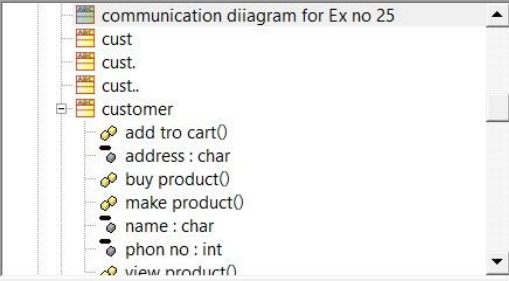 communication diiagram for Ex no 25
cust
cust.
cust..
customer
add tro cart()
address : char
buy product()
make product()
name : char
phon no : int
view product()